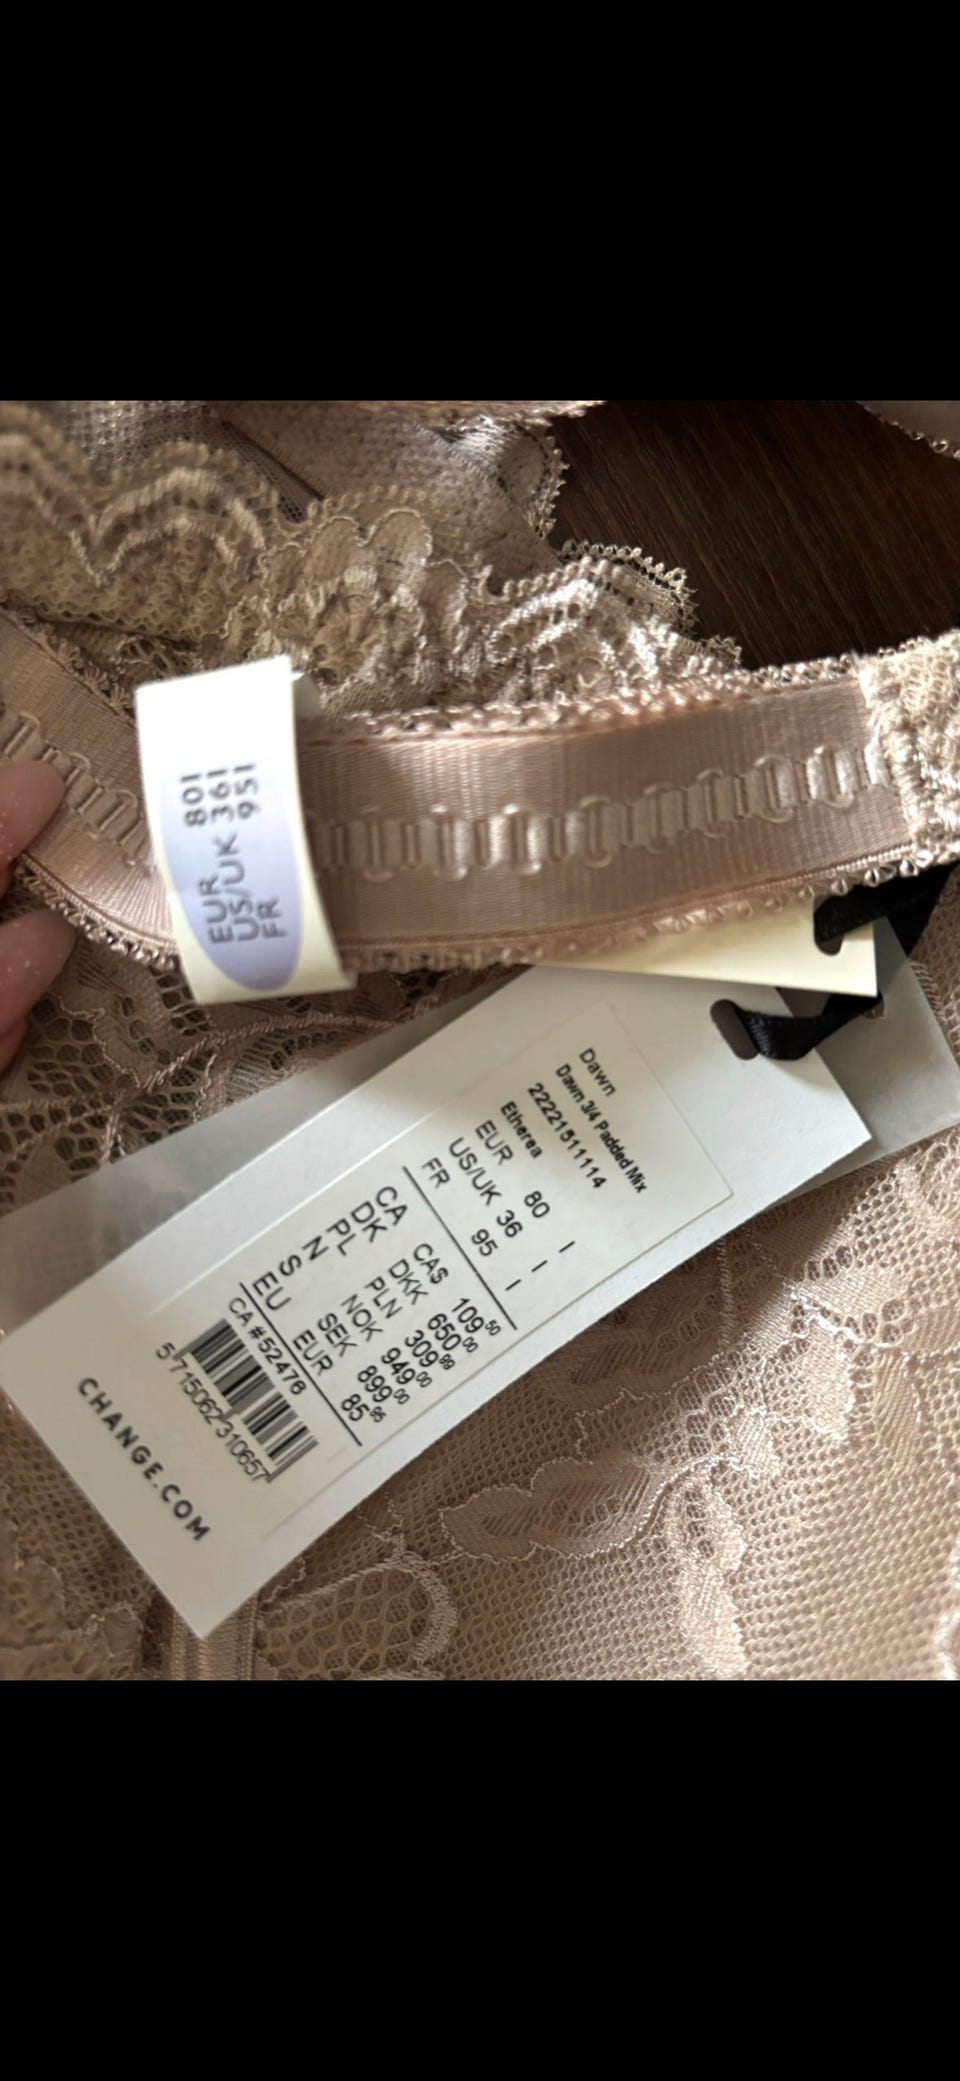 EUR 80I
US/UK 36I
FR 95I
Dawn
Dawn 3/4 Padded Mix
22221511114
Etherea
EUR 80 I
US/UK 36 I
FR 95 I
CA CA$ 109.50
DK DKK 650.00
PL PLN 309.99
N NOK 949.00
S SEK 899.00
EU EUR 85.95
CA #52476
5715062310657
CHANGE.COM